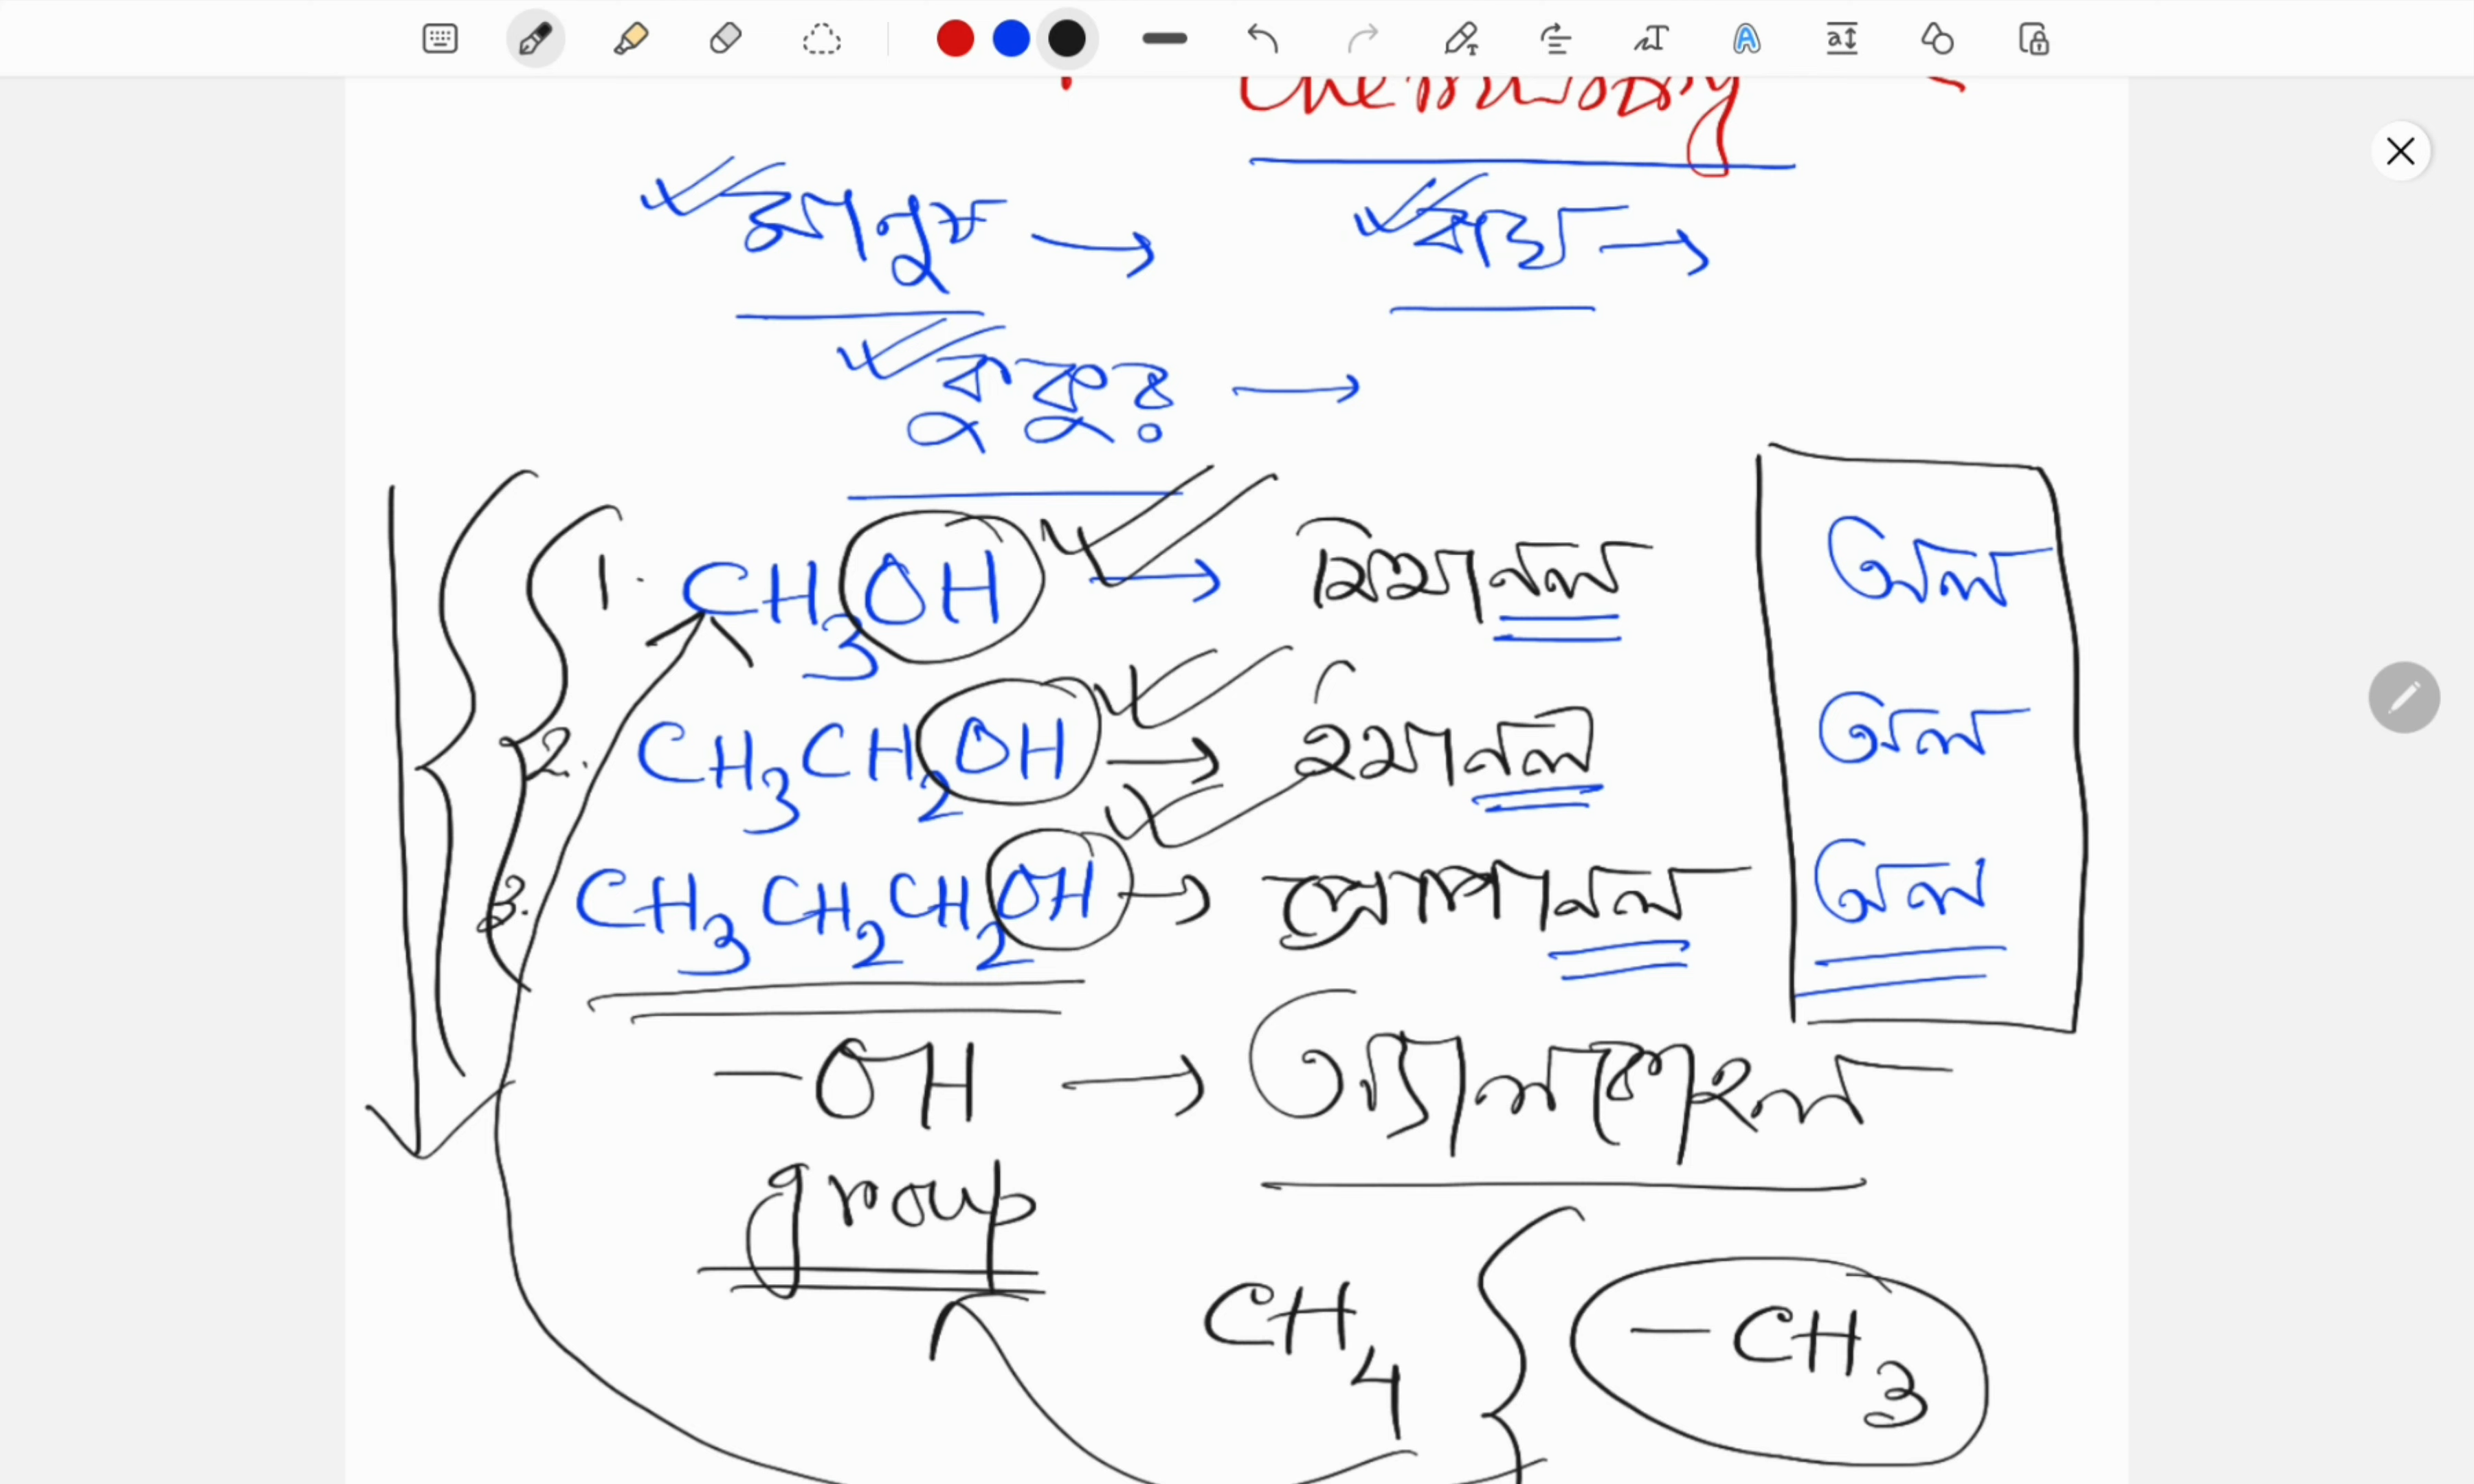 Chemistry
1. CH₃OH → মিথানল অল
2. CH₃CH₂OH → ইথানল অল
3. CH₃CH₂CH₂OH → প্রোপানল অল
—OH → অ্যালকোহল
group
CH₄ —CH₃